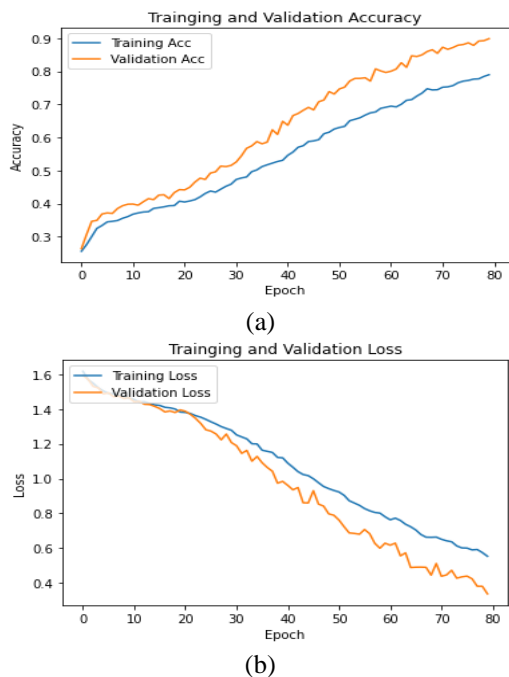 Trainging and Validation Accuracy
Training Acc
Validation Acc
0.9
0.8
0.7
0.6
0.5
0.4
0.3
Accuracy
0 10 20 30 40 50 60 70 80
Epoch
(a)
Trainging and Validation Loss
Training Loss
Validation Loss
1.6
1.4
1.2
1.0
0.8
0.6
0.4
Loss
0 10 20 30 40 50 60 70 80
Epoch
(b)